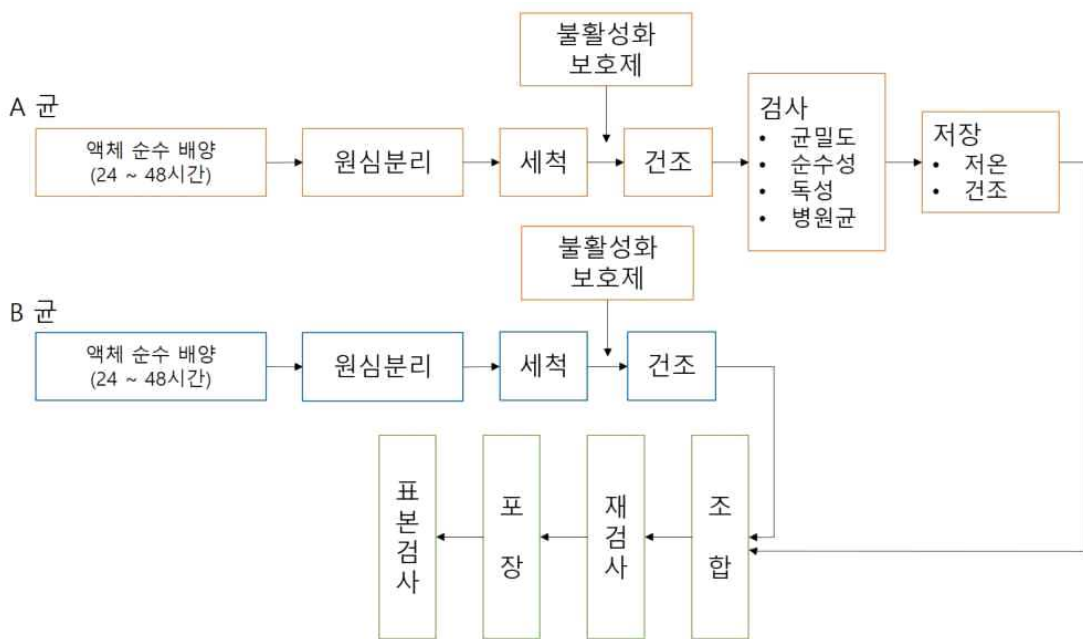 불활성화
보호제
A 균
액체 순수 배양
(24 ~ 48시간)
원심분리
세척
건조
검사
• 균밀도
• 순수성
• 독성
• 병원균
저장
• 저온
• 건조
불활성화
보호제
B 균
액체 순수 배양
(24 ~ 48시간)
원심분리
세척
건조
표본검사
포장
재검사
조합